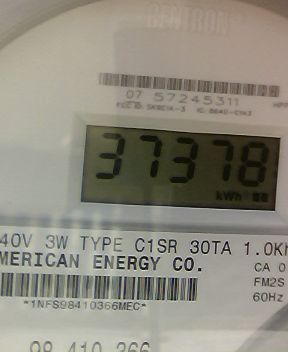 CENTRON
07 57245311
37378
kWh
40V 3W TYPE C1SR 30TA 1.0K
MERICAN ENERGY CO.
CA 0
FM2S
60Hz
*1NFS98410366MEC*
98 410 366